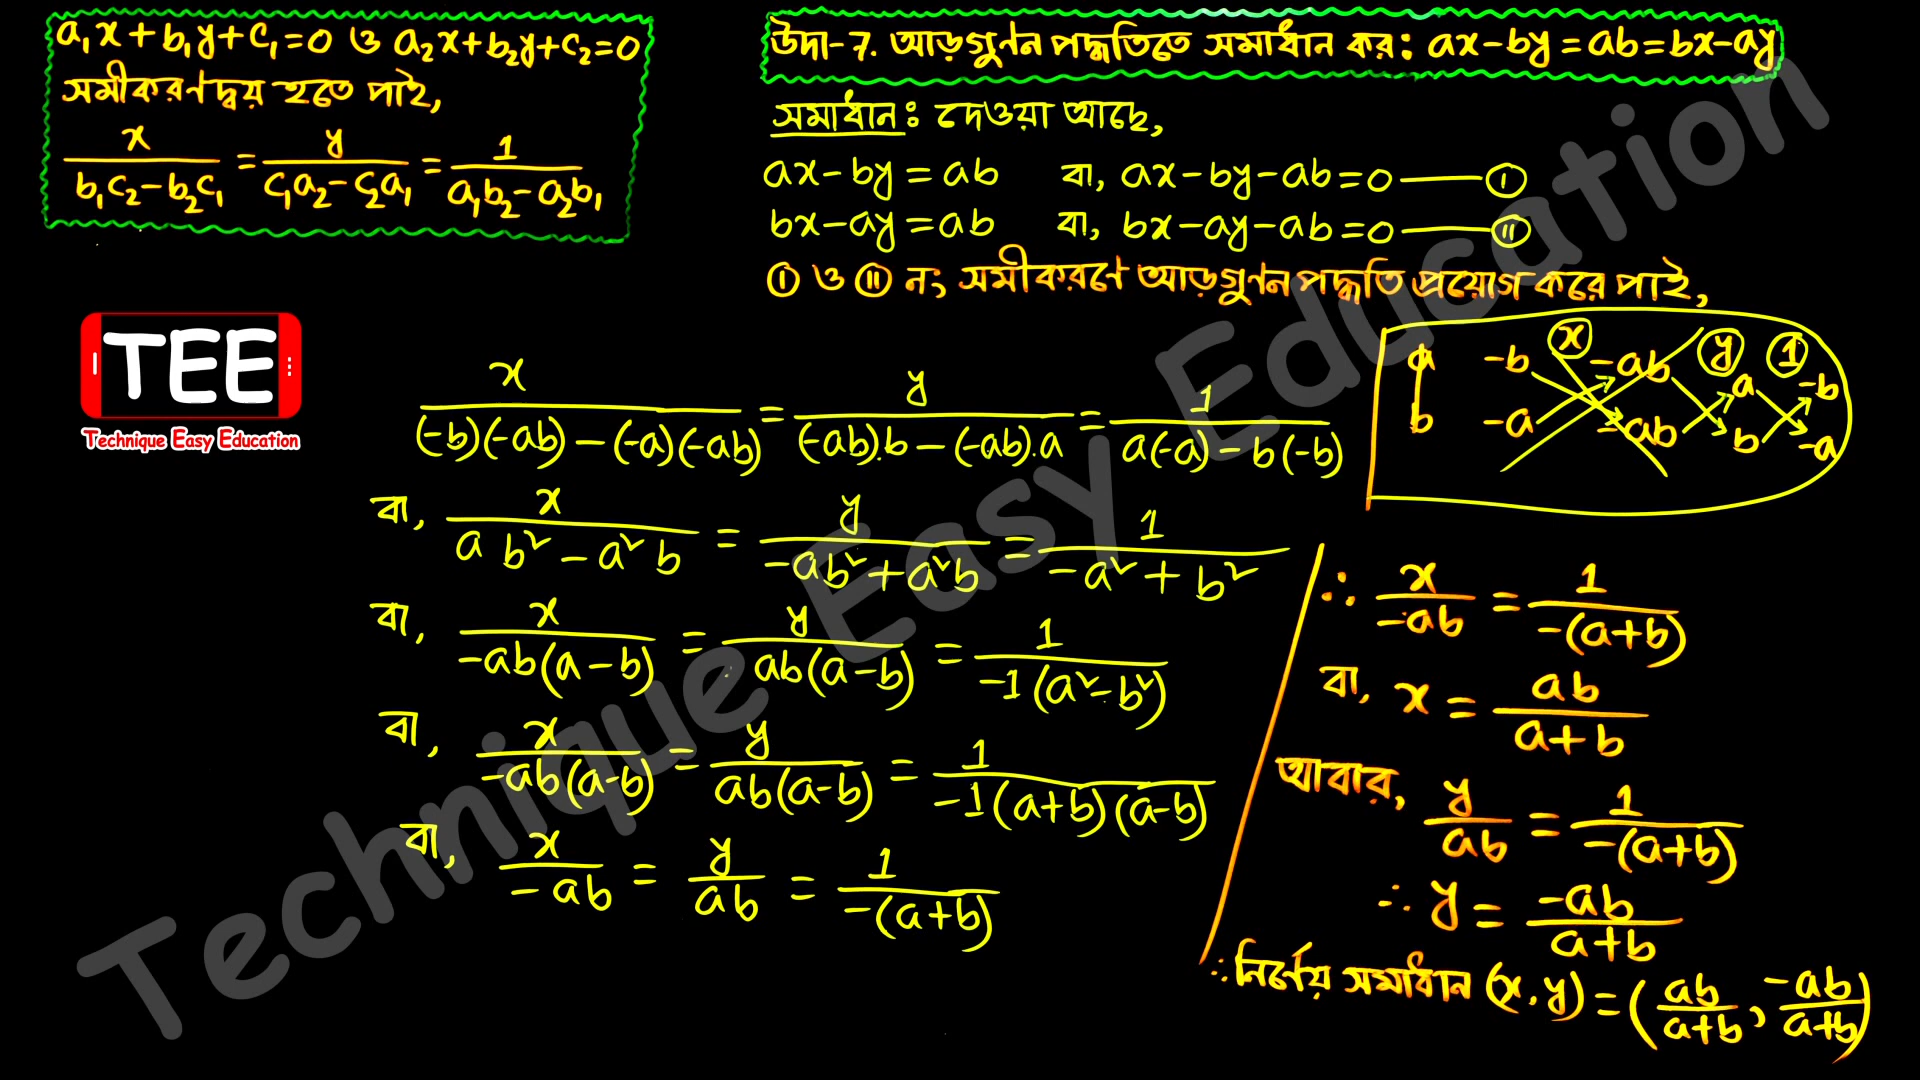 a₁x+b₁y+c₁=0 ও a₂x+b₂y+c₂=0
সমীকরণদ্বয় হতে পাই,
x/(b₁c₂-b₂c₁) = y/(c₁a₂-c₂a₁) = 1/(a₁b₂-a₂b₁)
উদা-7. আড়গুণন পদ্ধতিতে সমাধান কর: ax-by=ab=bx-ay
সমাধান: দেওয়া আছে,
ax-by=ab বা, ax-by-ab=0 —— (i)
bx-ay=ab বা, bx-ay-ab=0 —— (ii)
(i) ও (ii) নং সমীকরণে আড়গুণন পদ্ধতি প্রয়োগ করে পাই,
TEE
Technique Easy Education
x y 1
a -b -ab a -b
b -a -ab b -a
x/((-b)(-ab)-(-a)(-ab)) = y/((-ab).b-(-ab).a) = 1/(a(-a)-b(-b))
বা, x/(ab²-a²b) = y/(-ab²+a²b) = 1/(-a²+b²)
বা, x/(-ab(a-b)) = y/(ab(a-b)) = 1/(-1(a²-b²))
বা, x/(-ab(a-b)) = y/(ab(a-b)) = 1/(-1(a+b)(a-b))
বা, x/(-ab) = y/(ab) = 1/(-(a+b))
∴ x/(-ab) = 1/(-(a+b))
বা, x = ab/(a+b)
আবার, y/(ab) = 1/(-(a+b))
∴ y = -ab/(a+b)
∴ নির্ণেয় সমাধান (x,y) = (ab/(a+b), -ab/(a+b))
Technique Easy Education